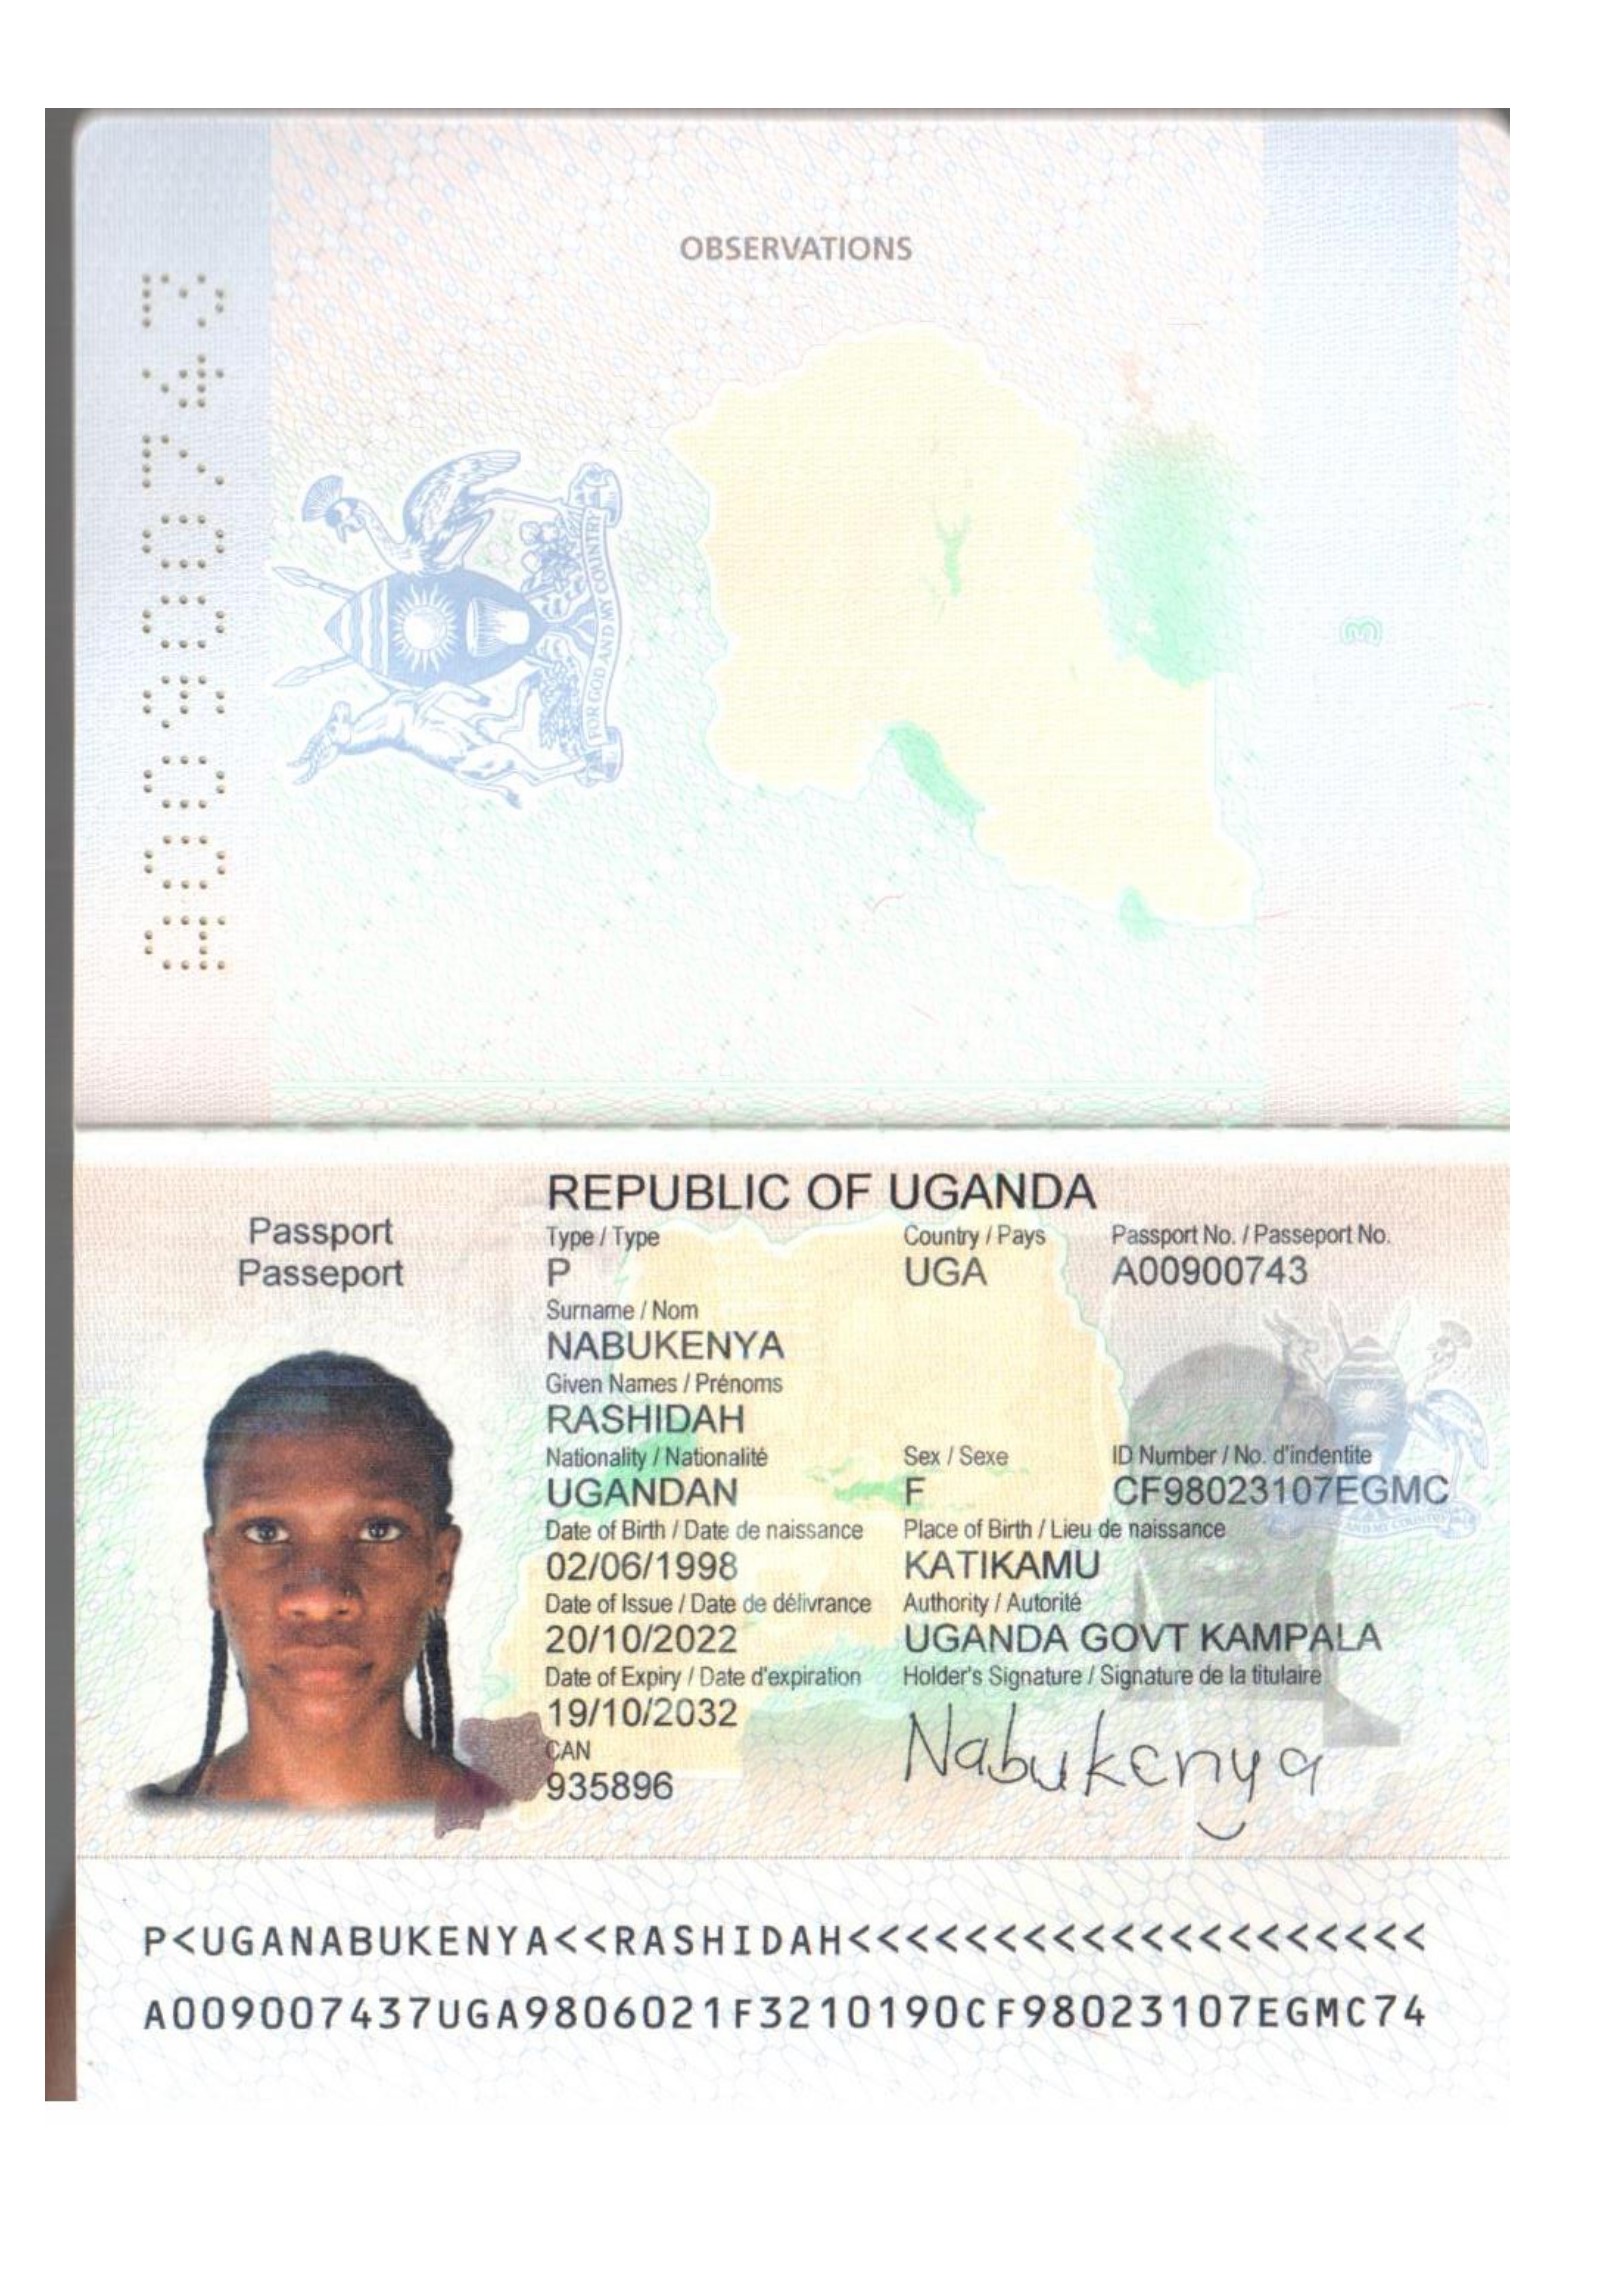 OBSERVATIONS
A00900743
FOR GOD AND MY COUNTRY
3
REPUBLIC OF UGANDA
Passport
Passeport
Type / Type
Country / Pays
Passport No. / Passeport No.
P
UGA
A00900743
Surname / Nom
NABUKENYA
Given Names / Prénoms
RASHIDAH
Nationality / Nationalité
Sex / Sexe
ID Number / No. d'indentite
UGANDAN
F
CF98023107EGMC
Date of Birth / Date de naissance
Place of Birth / Lieu de naissance
02/06/1998
KATIKAMU
Date of Issue / Date de délivrance
Authority / Autorité
20/10/2022
UGANDA GOVT KAMPALA
Date of Expiry / Date d'expiration
Holder's Signature / Signature de la titulaire
19/10/2032
Nabukenya
CAN
935896
AND MY COUNTRY
P<UGANABUKENYA<<RASHIDAH<<<<<<<<<<<<<<<<<<<<
A009007437UGA9806021F3210190CF98023107EGMC74